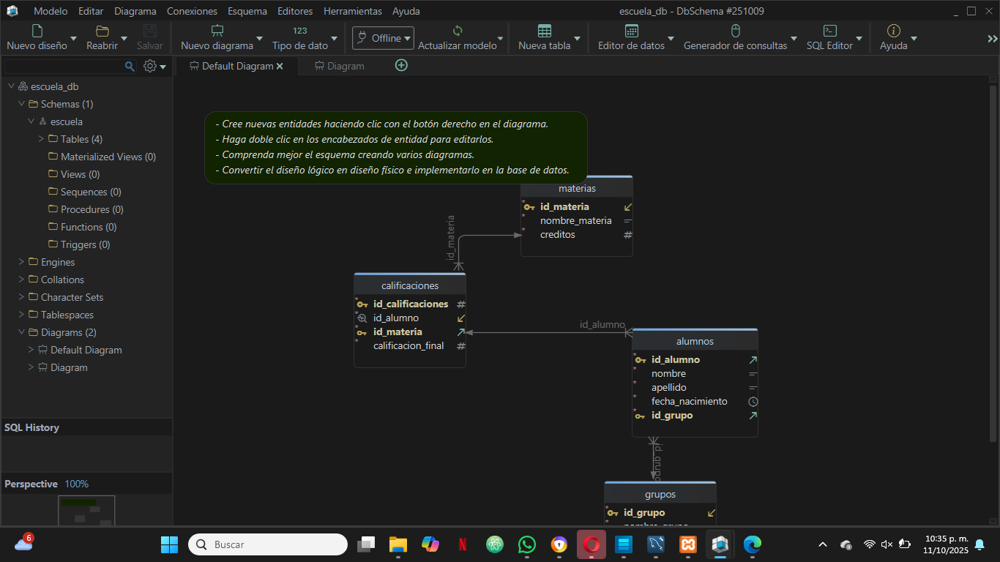 Modelo Editar Diagrama Conexiones Esquema Editores Herramientas Ayuda
escuela_db - DbSchema #251009
Nuevo diseño Reabrir Salvar Nuevo diagrama 123 Tipo de dato Offline Actualizar modelo Nueva tabla Editor de datos Generador de consultas SQL Editor Ayuda
Default Diagram Diagram
escuela_db
Schemas (1)
escuela
Tables (4)
Materialized Views (0)
Views (0)
Sequences (0)
Procedures (0)
Functions (0)
Triggers (0)
Engines
Collations
Character Sets
Tablespaces
Diagrams (2)
Default Diagram
Diagram
SQL History
Perspective 100%
- Cree nuevas entidades haciendo clic con el botón derecho en el diagrama.
- Haga doble clic en los encabezados de entidad para editarlos.
- Comprenda mejor el esquema creando varios diagramas.
- Convertir el diseño lógico en diseño físico e implementarlo en la base de datos.
materias
id_materia
nombre_materia
creditos
id_materia
calificaciones
id_calificaciones
id_alumno
id_materia
calificacion_final
id_alumno
alumnos
id_alumno
nombre
apellido
fecha_nacimiento
id_grupo
id_grupo
grupos
id_grupo
nombre_grupo
6
Buscar
10:35 p. m.
11/10/2025